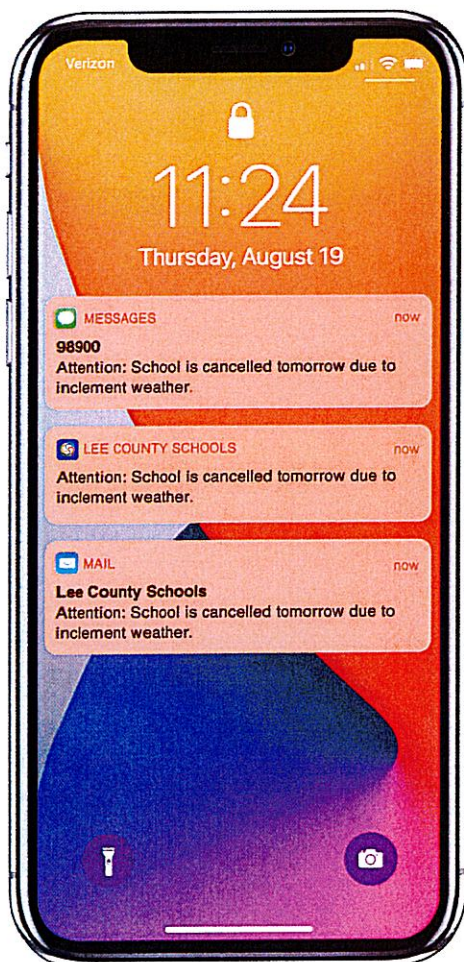 Verizon
11:24
Thursday, August 19
MESSAGES now
98900
Attention: School is cancelled tomorrow due to
inclement weather.
LEE COUNTY SCHOOLS now
Attention: School is cancelled tomorrow due to
inclement weather.
MAIL now
Lee County Schools
Attention: School is cancelled tomorrow due to
inclement weather.